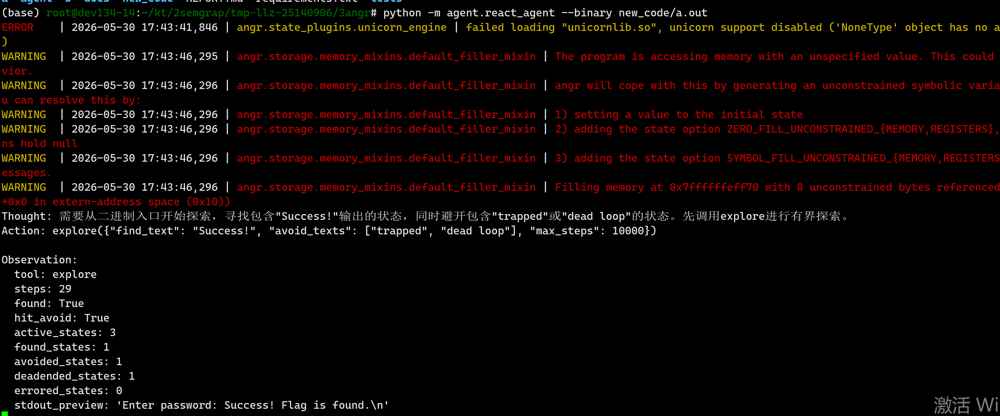 a  agent  D  docs  new_code  REPORT.md  requirements.txt  tests
(base) root@dev134-14:~/kt/2semgrap/tmp-llz-25140906/3angr# python -m agent.react_agent --binary new_code/a.out
ERROR    | 2026-05-30 17:43:41,846 | angr.state_plugins.unicorn_engine | failed loading "unicornlib.so", unicorn support disabled ('NoneType' object has no a
)
WARNING  | 2026-05-30 17:43:46,295 | angr.storage.memory_mixins.default_filler_mixin | The program is accessing memory with an unspecified value. This could
vior.
WARNING  | 2026-05-30 17:43:46,296 | angr.storage.memory_mixins.default_filler_mixin | angr will cope with this by generating an unconstrained symbolic varia
u can resolve this by:
WARNING  | 2026-05-30 17:43:46,296 | angr.storage.memory_mixins.default_filler_mixin | 1) setting a value to the initial state
WARNING  | 2026-05-30 17:43:46,296 | angr.storage.memory_mixins.default_filler_mixin | 2) adding the state option ZERO_FILL_UNCONSTRAINED_{MEMORY,REGISTERS},
ns hold null
WARNING  | 2026-05-30 17:43:46,296 | angr.storage.memory_mixins.default_filler_mixin | 3) adding the state option SYMBOL_FILL_UNCONSTRAINED_{MEMORY,REGISTERS
essages.
WARNING  | 2026-05-30 17:43:46,296 | angr.storage.memory_mixins.default_filler_mixin | Filling memory at 0x7ffffffeff70 with 8 unconstrained bytes referenced
+0x0 in extern-address space (0x10))
Thought: 需要从二进制入口开始探索，寻找包含"Success!"输出的状态，同时避开包含"trapped"或"dead loop"的状态。先调用explore进行有界探索。
Action: explore({"find_text": "Success!", "avoid_texts": ["trapped", "dead loop"], "max_steps": 10000})
Observation:
  tool: explore
  steps: 29
  found: True
  hit_avoid: True
  active_states: 3
  found_states: 1
  avoided_states: 1
  deadended_states: 1
  errored_states: 0
  stdout_preview: 'Enter password: Success! Flag is found.\n'
激活 Wi